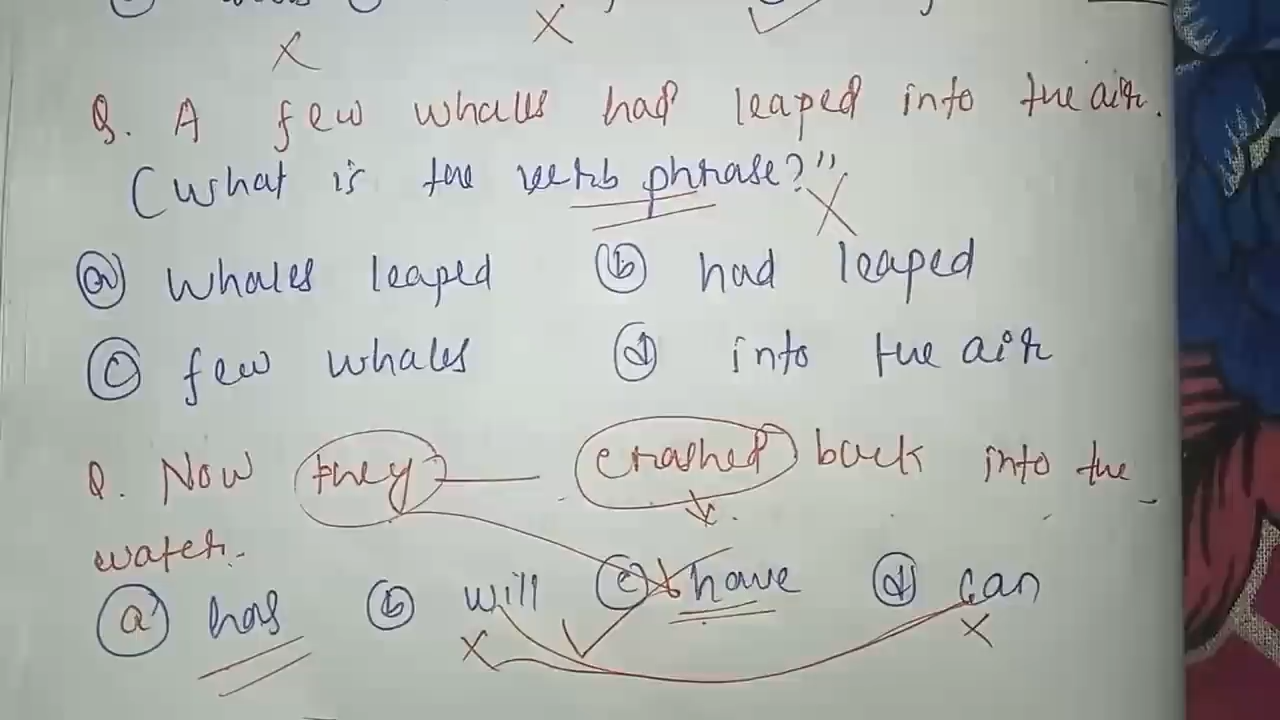 Q. A few whales had leaped into the air.
(what is the verb phrase?"
(a) whales leaped (b) had leaped
(c) few whales (d) into the air
Q. Now they ___ crashed back into the
water.
(a) has (b) will (c) have (d) can